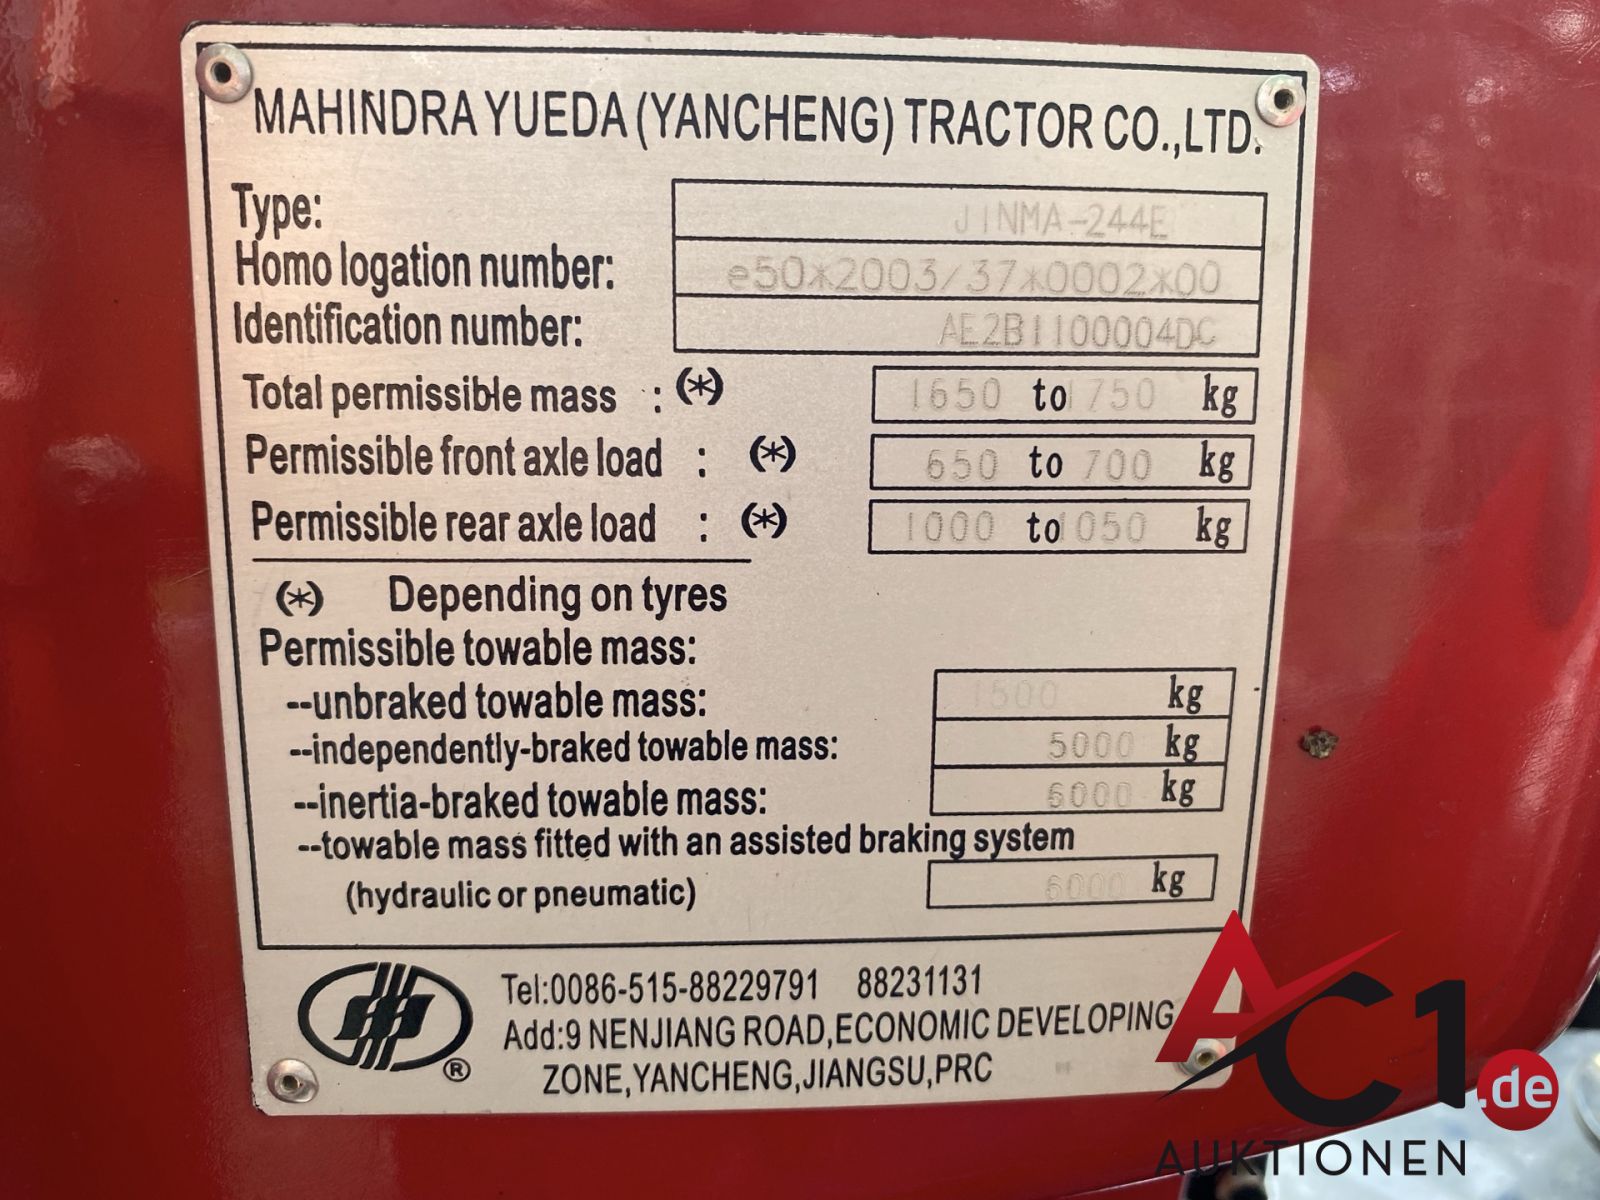 MAHINDRA YUEDA (YANCHENG) TRACTOR CO.,LTD.
Type: JINMA-244E
Homo logation number: e50*2003/37*0002*00
Identification number: AE2B1100004DC
Total permissible mass : (*) 1650 to 1750 kg
Permissible front axle load : (*) 650 to 700 kg
Permissible rear axle load : (*) 1000 to 1050 kg
(*) Depending on tyres
Permissible towable mass:
--unbraked towable mass: 1500 kg
--independently-braked towable mass: 5000 kg
--inertia-braked towable mass: 6000 kg
--towable mass fitted with an assisted braking system
(hydraulic or pneumatic) 6000 kg
Tel:0086-515-88229791 88231131
Add:9 NENJIANG ROAD,ECONOMIC DEVELOPING
ZONE,YANCHENG,JIANGSU,PRC
®
AC1.de
AUKTIONEN